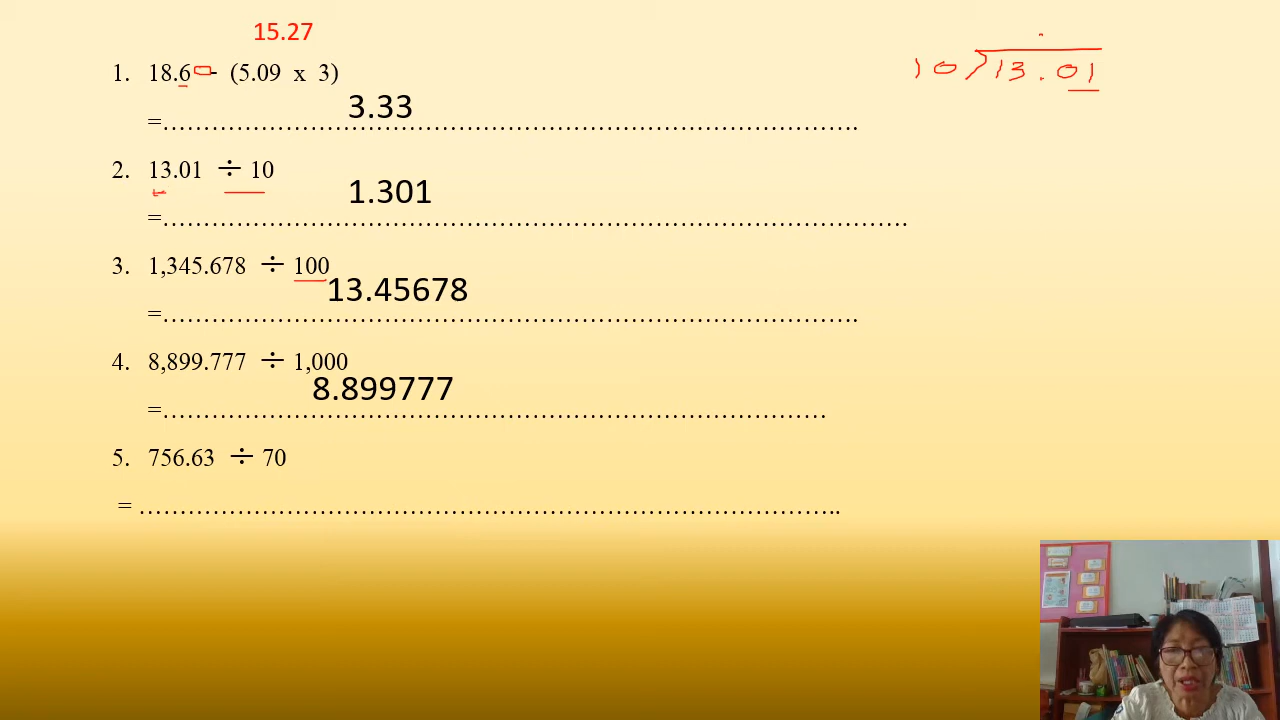 15.27
1. 18.60 - (5.09 x 3)
3.33
=……………………………………………………………………………….
2. 13.01 ÷ 10
1.301
=…………………………………………………………………………………….
3. 1,345.678 ÷ 100
13.45678
=……………………………………………………………………………….
4. 8,899.777 ÷ 1,000
8.899777
=……………………………………………………………………………
5. 756.63 ÷ 70
= ……………………………………………………………………………..
10 ) 13.01